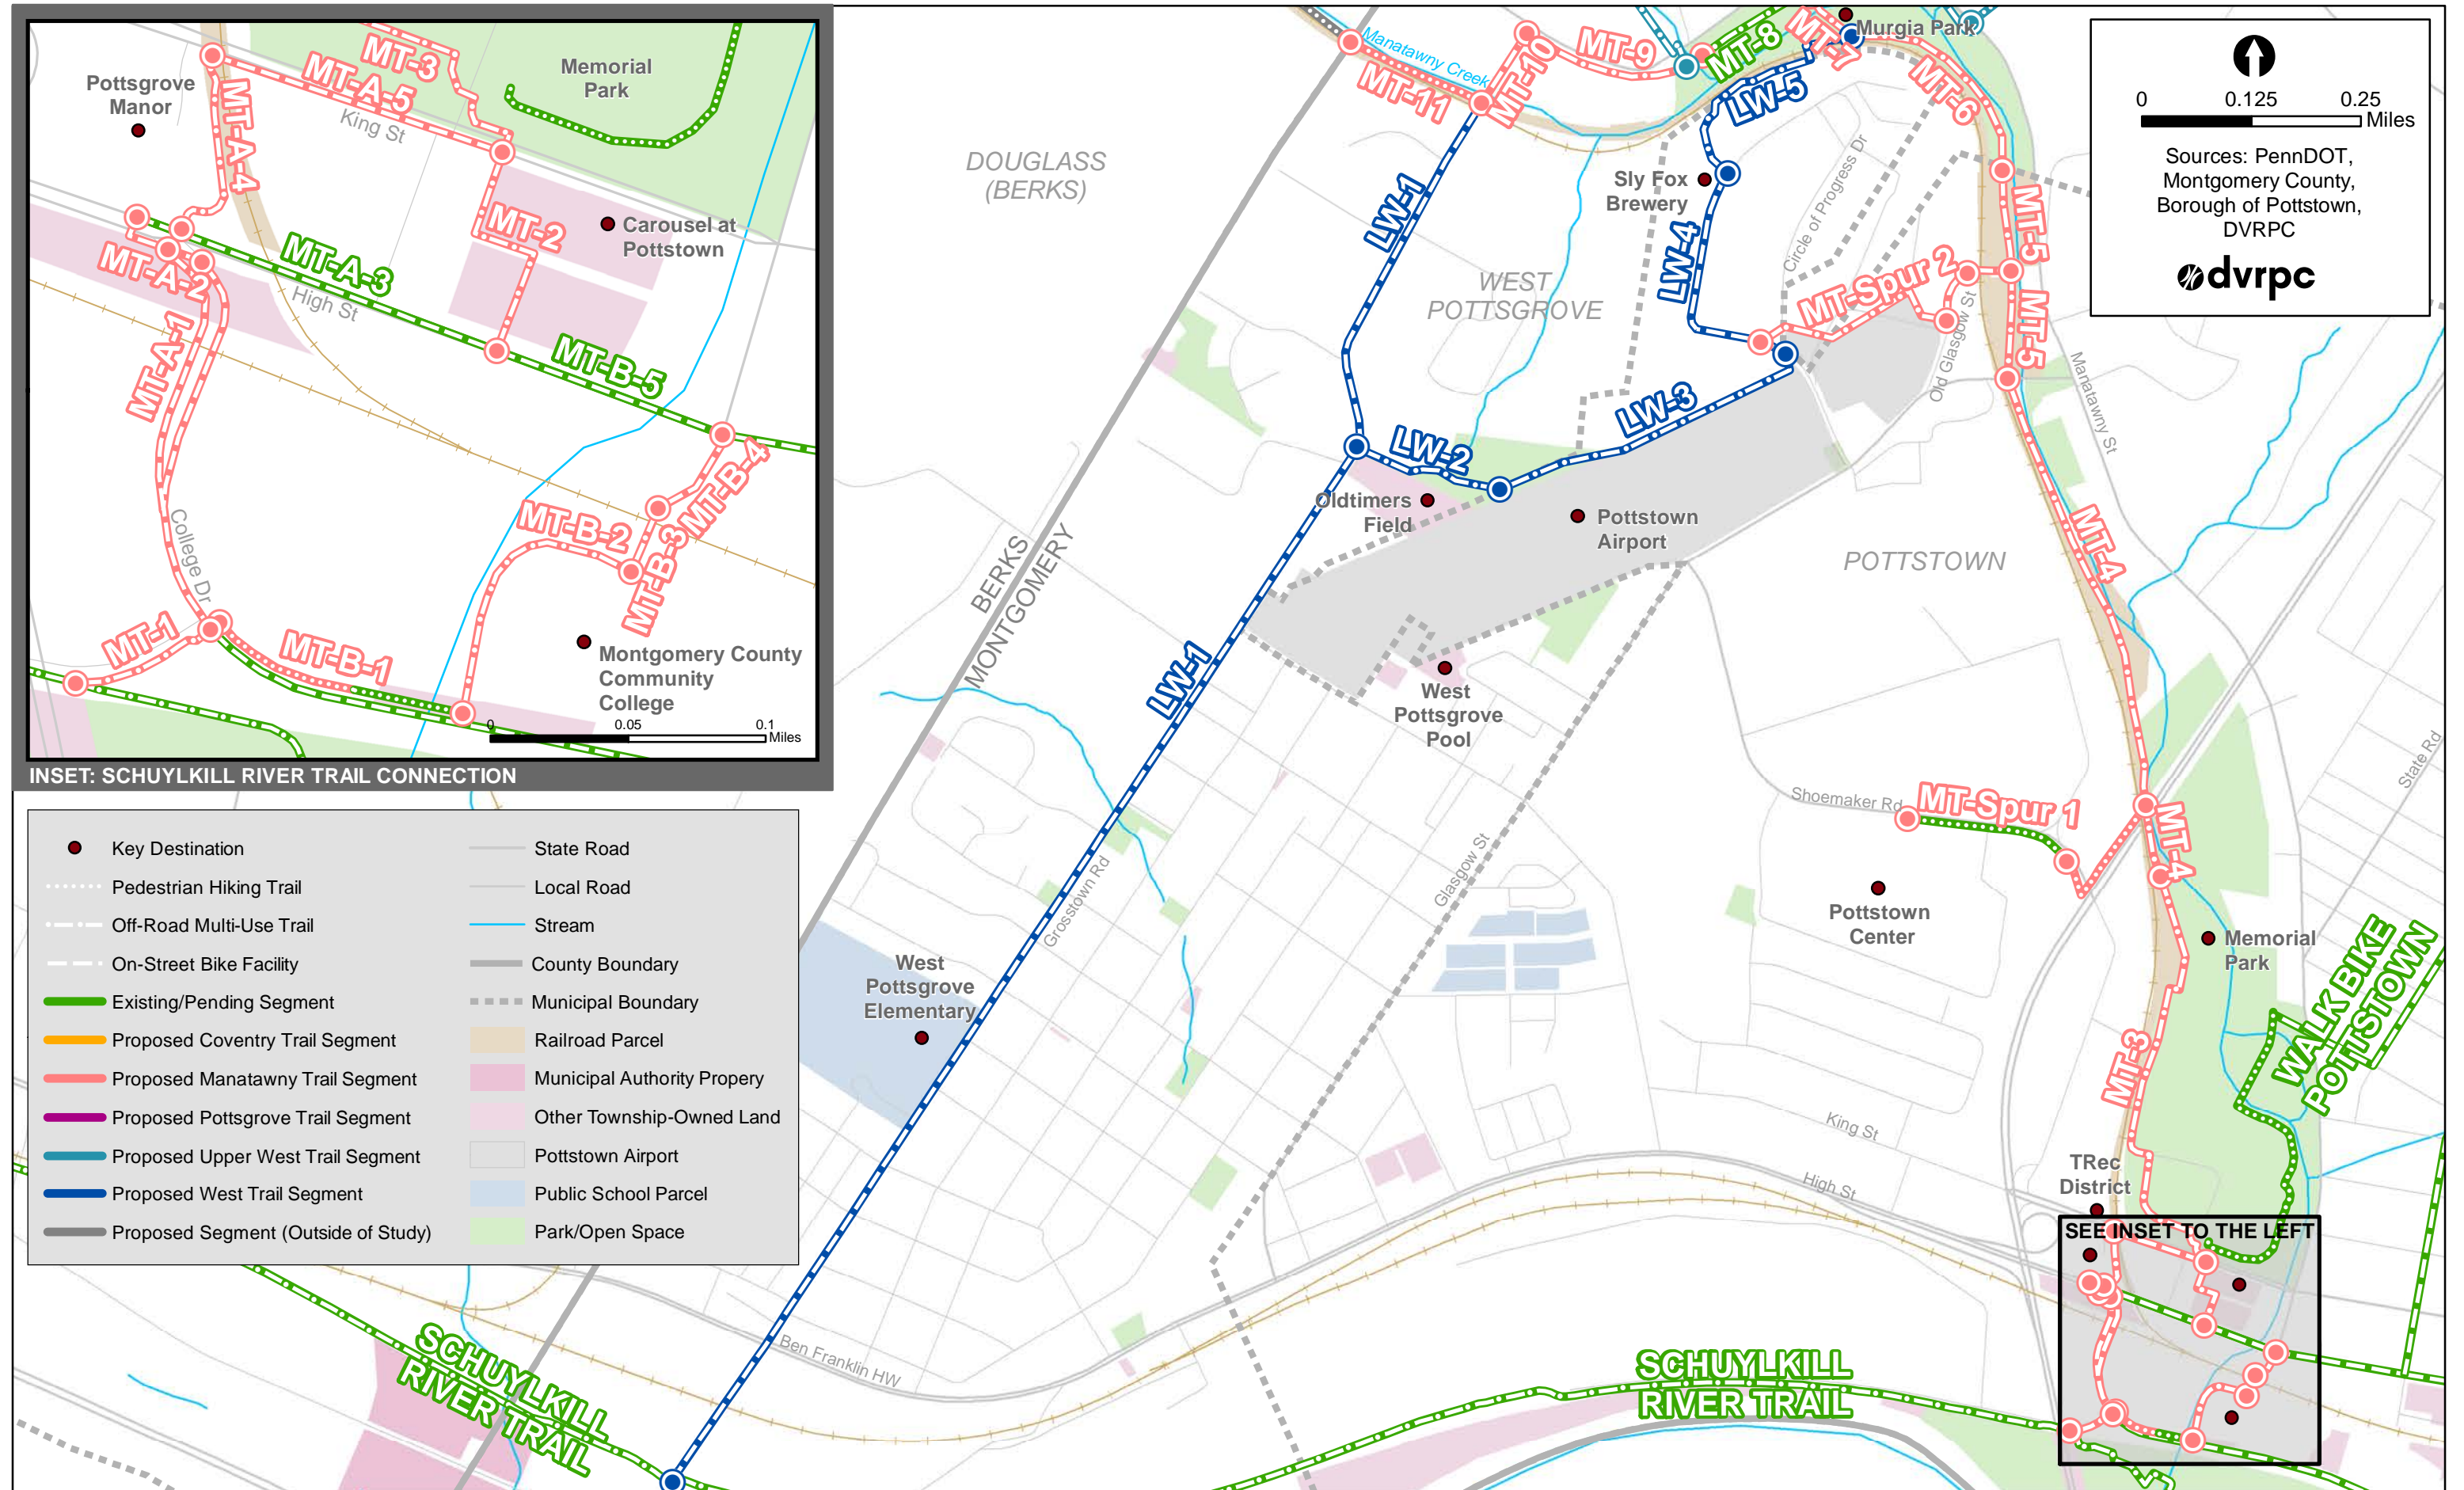 Pottsgrove
Manor
MT-3
MT-A-5
King St
Memorial
Park
MT-A-4
MT-2
Carousel at
Pottstown
MT-A-2
MT-A-3
High St
MT-A-1
MT-B-5
MT-B-4
MT-B-2
MT-B-3
College Dr
MT-1
MT-B-1
Montgomery County
Community
College
0
0.05
0.1
Miles
INSET: SCHUYLKILL RIVER TRAIL CONNECTION
Key Destination
Pedestrian Hiking Trail
Off-Road Multi-Use Trail
On-Street Bike Facility
Existing/Pending Segment
Proposed Coventry Trail Segment
Proposed Manatawny Trail Segment
Proposed Pottsgrove Trail Segment
Proposed Upper West Trail Segment
Proposed West Trail Segment
Proposed Segment (Outside of Study)
State Road
Local Road
Stream
County Boundary
Municipal Boundary
Railroad Parcel
Municipal Authority Propery
Other Township-Owned Land
Pottstown Airport
Public School Parcel
Park/Open Space
Manatawny Creek
MT-11
MT-10
MT-9
MT-8
MT-7
Murgia Park
MT-6
LW-5
DOUGLASS
(BERKS)
LW-1
Sly Fox
Brewery
LW-4
Circle of Progress Dr
WEST
POTTSGROVE
MT-Spur 2
MT-5
MT-5
Old Glasgow St
Manatawny St
LW-3
LW-2
Oldtimers
Field
Pottstown
Airport
POTTSTOWN
MT-4
BERKS
MONTGOMERY
LW-1
West
Pottsgrove
Pool
Shoemaker Rd
MT-Spur 1
MT-4
State Rd
Grosstown Rd
Glasgow St
Pottstown
Center
Memorial
Park
WALK BIKE
POTTSTOWN
West
Pottsgrove
Elementary
MT-3
King St
High St
TRec
District
SEE INSET TO THE LEFT
Ben Franklin HW
SCHUYLKILL
RIVER TRAIL
SCHUYLKILL
RIVER TRAIL
0
0.125
0.25
Miles
Sources: PennDOT,
Montgomery County,
Borough of Pottstown,
DVRPC
dvrpc